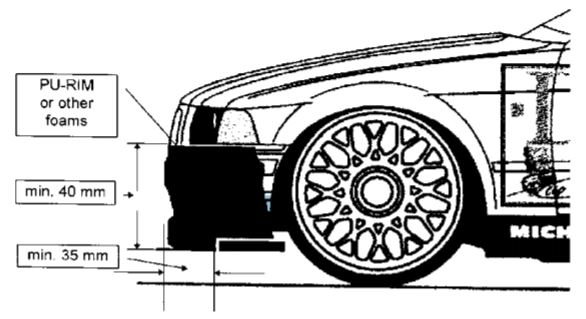 PU-RIM
or other
foams
min. 40 mm
min. 35 mm
MICH